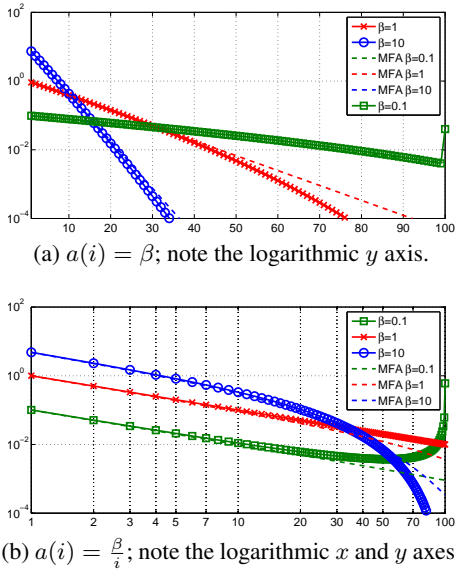 10^2
10^0
10^-2
10^-4
10 20 30 40 50 60 70 80 90 100
β=1
β=10
MFA β=0.1
MFA β=1
MFA β=10
β=0.1
(a) a(i) = β; note the logarithmic y axis.
10^2
10^0
10^-2
10^-4
1 2 3 4 5 7 10 20 30 40 50 70 100
β=0.1
β=1
β=10
MFA β=0.1
MFA β=1
MFA β=10
(b) a(i) = β/i; note the logarithmic x and y axes